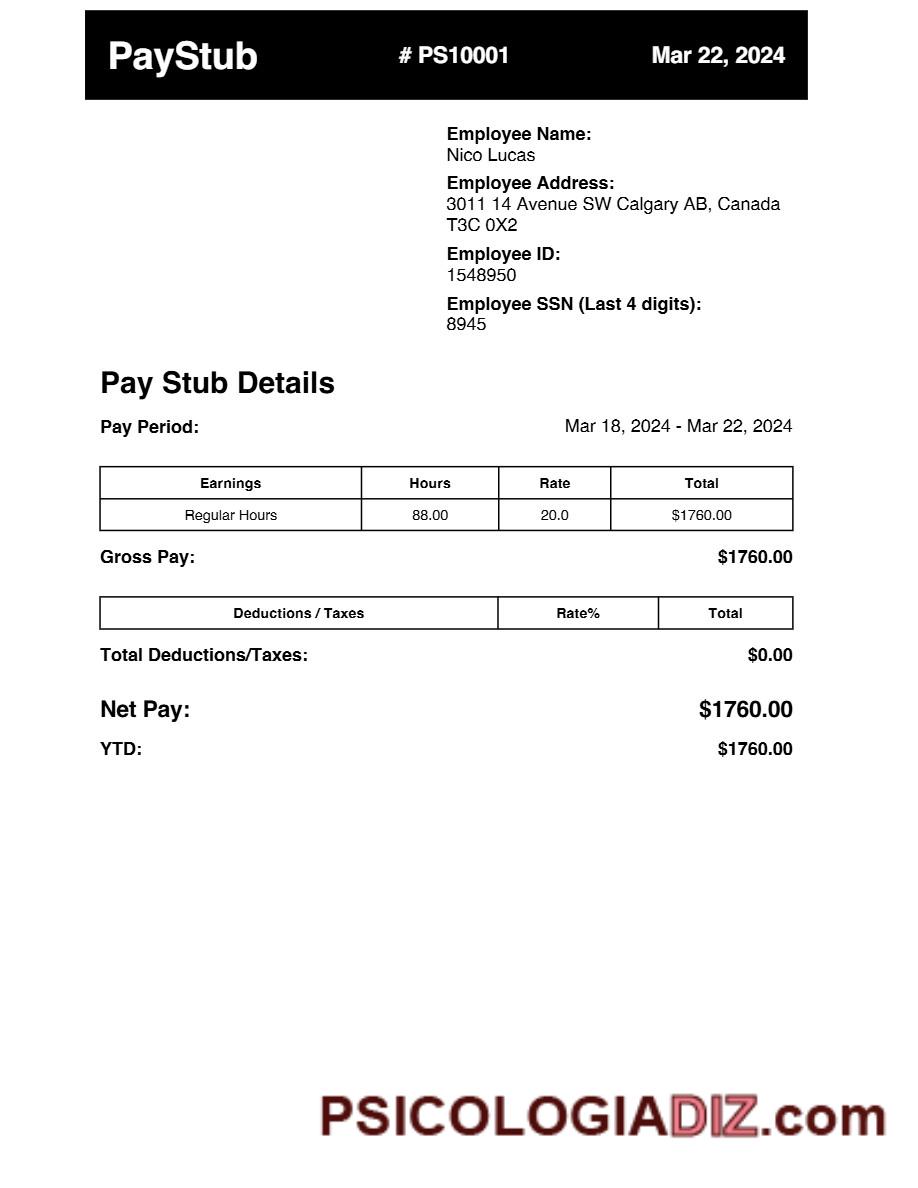 PayStub
# PS10001
Mar 22, 2024
Employee Name:
Nico Lucas
Employee Address:
3011 14 Avenue SW Calgary AB, Canada
T3C 0X2
Employee ID:
1548950
Employee SSN (Last 4 digits):
8945
Pay Stub Details
Pay Period: Mar 18, 2024 - Mar 22, 2024
Earnings Hours Rate Total
Regular Hours 88.00 20.0 $1760.00
Gross Pay: $1760.00
Deductions / Taxes Rate% Total
Total Deductions/Taxes: $0.00
Net Pay: $1760.00
YTD: $1760.00
PSICOLOGIADIZ.com